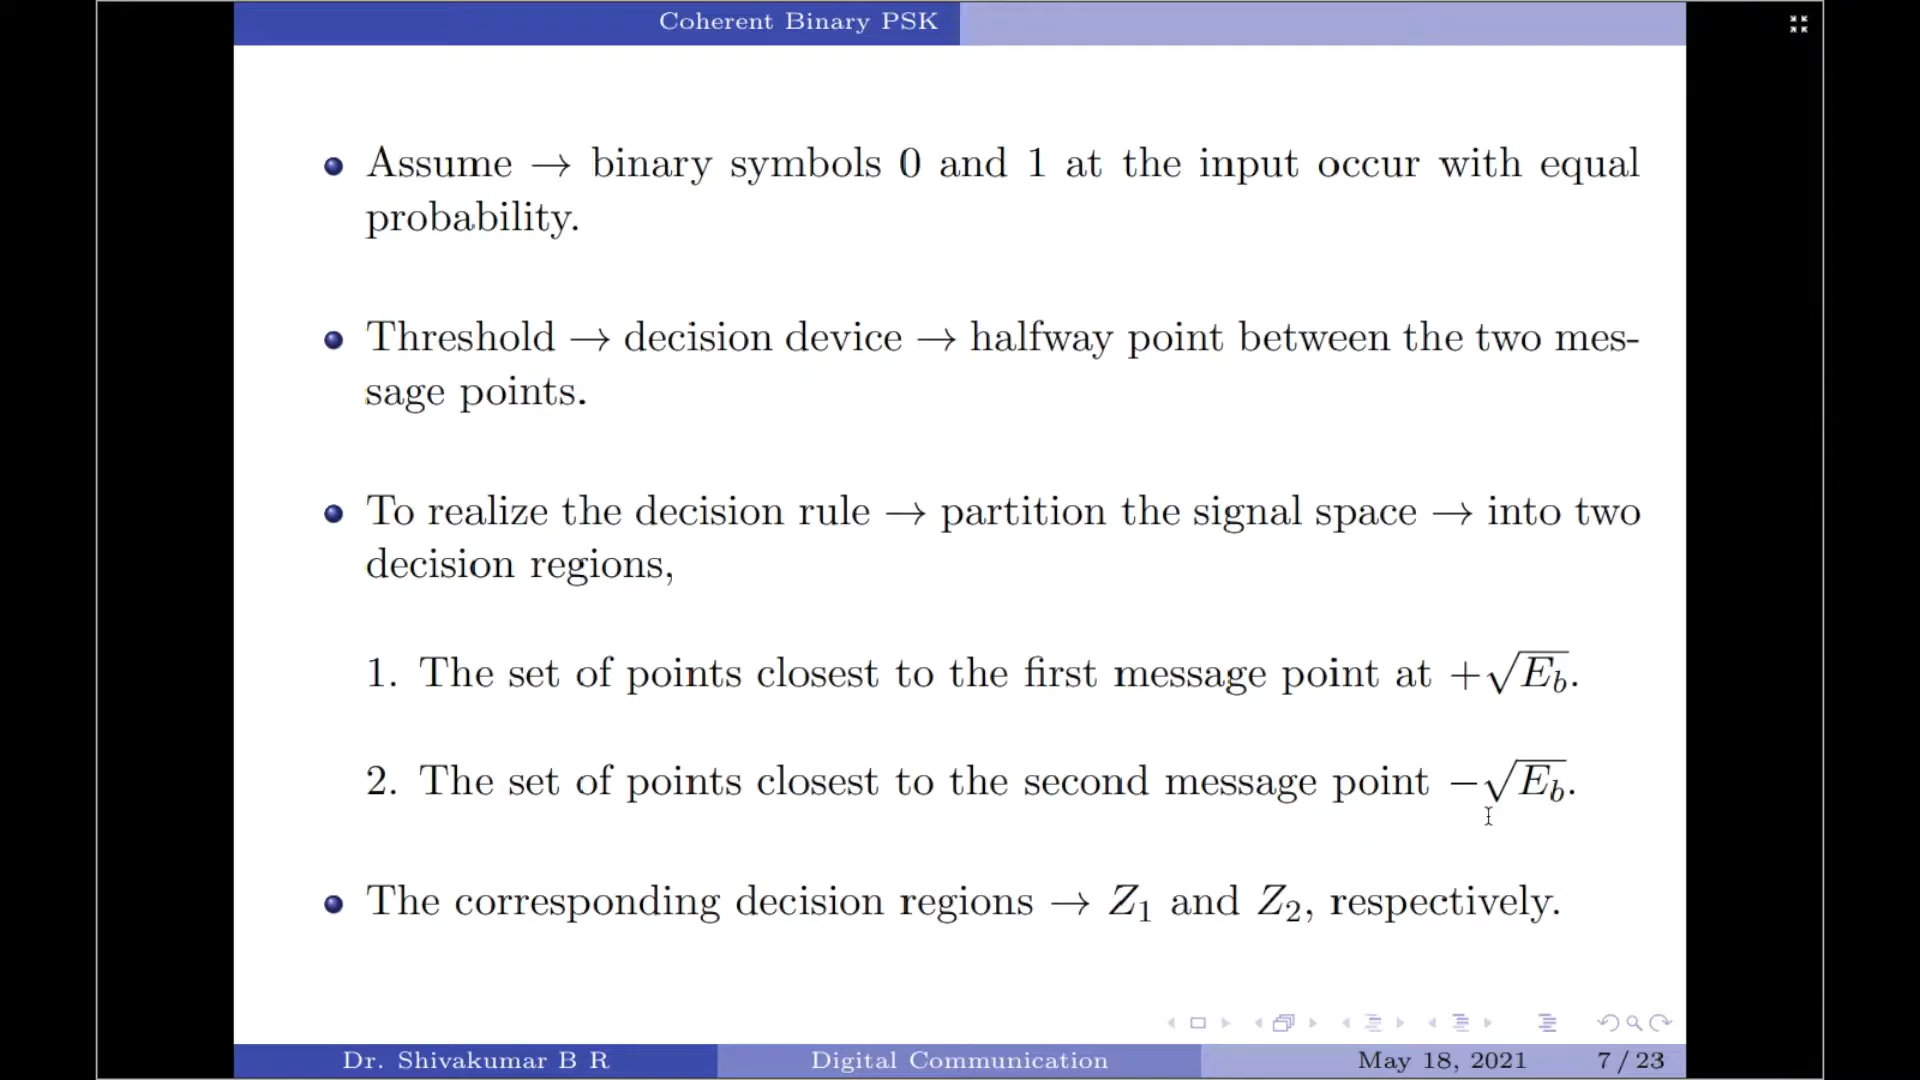 Coherent Binary PSK
Assume → binary symbols 0 and 1 at the input occur with equal
probability.
Threshold → decision device → halfway point between the two mes-
sage points.
To realize the decision rule → partition the signal space → into two
decision regions,
1. The set of points closest to the first message point at +√E_b.
2. The set of points closest to the second message point −√E_b.
The corresponding decision regions → Z₁ and Z₂, respectively.
Dr. Shivakumar B R Digital Communication May 18, 2021 7 / 23